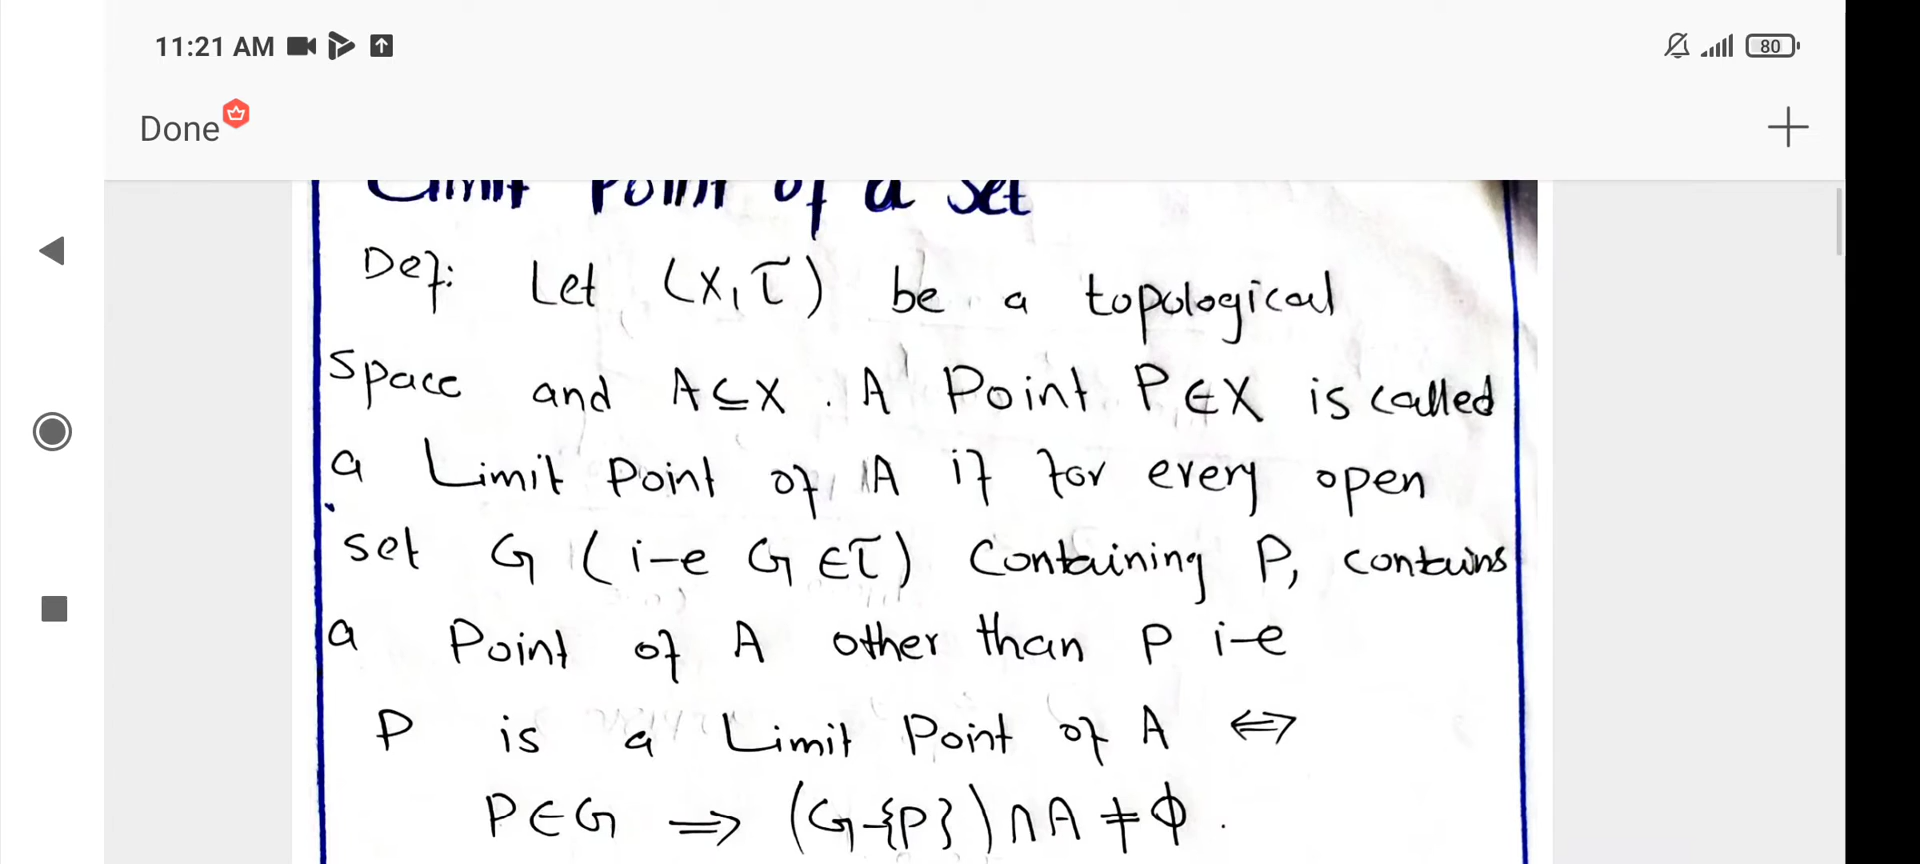 11:21 AM
80
Done
Limit Point of a Set
Def: Let (X, τ) be a topological
Space and A⊆X . A Point P∈X is called
a Limit Point of A if for every open
set G (i-e G∈τ) Containing P, contains
a Point of A other than P i-e
P is a Limit Point of A ⟺
P∈G ⟹ (G-{P})∩A≠Φ .